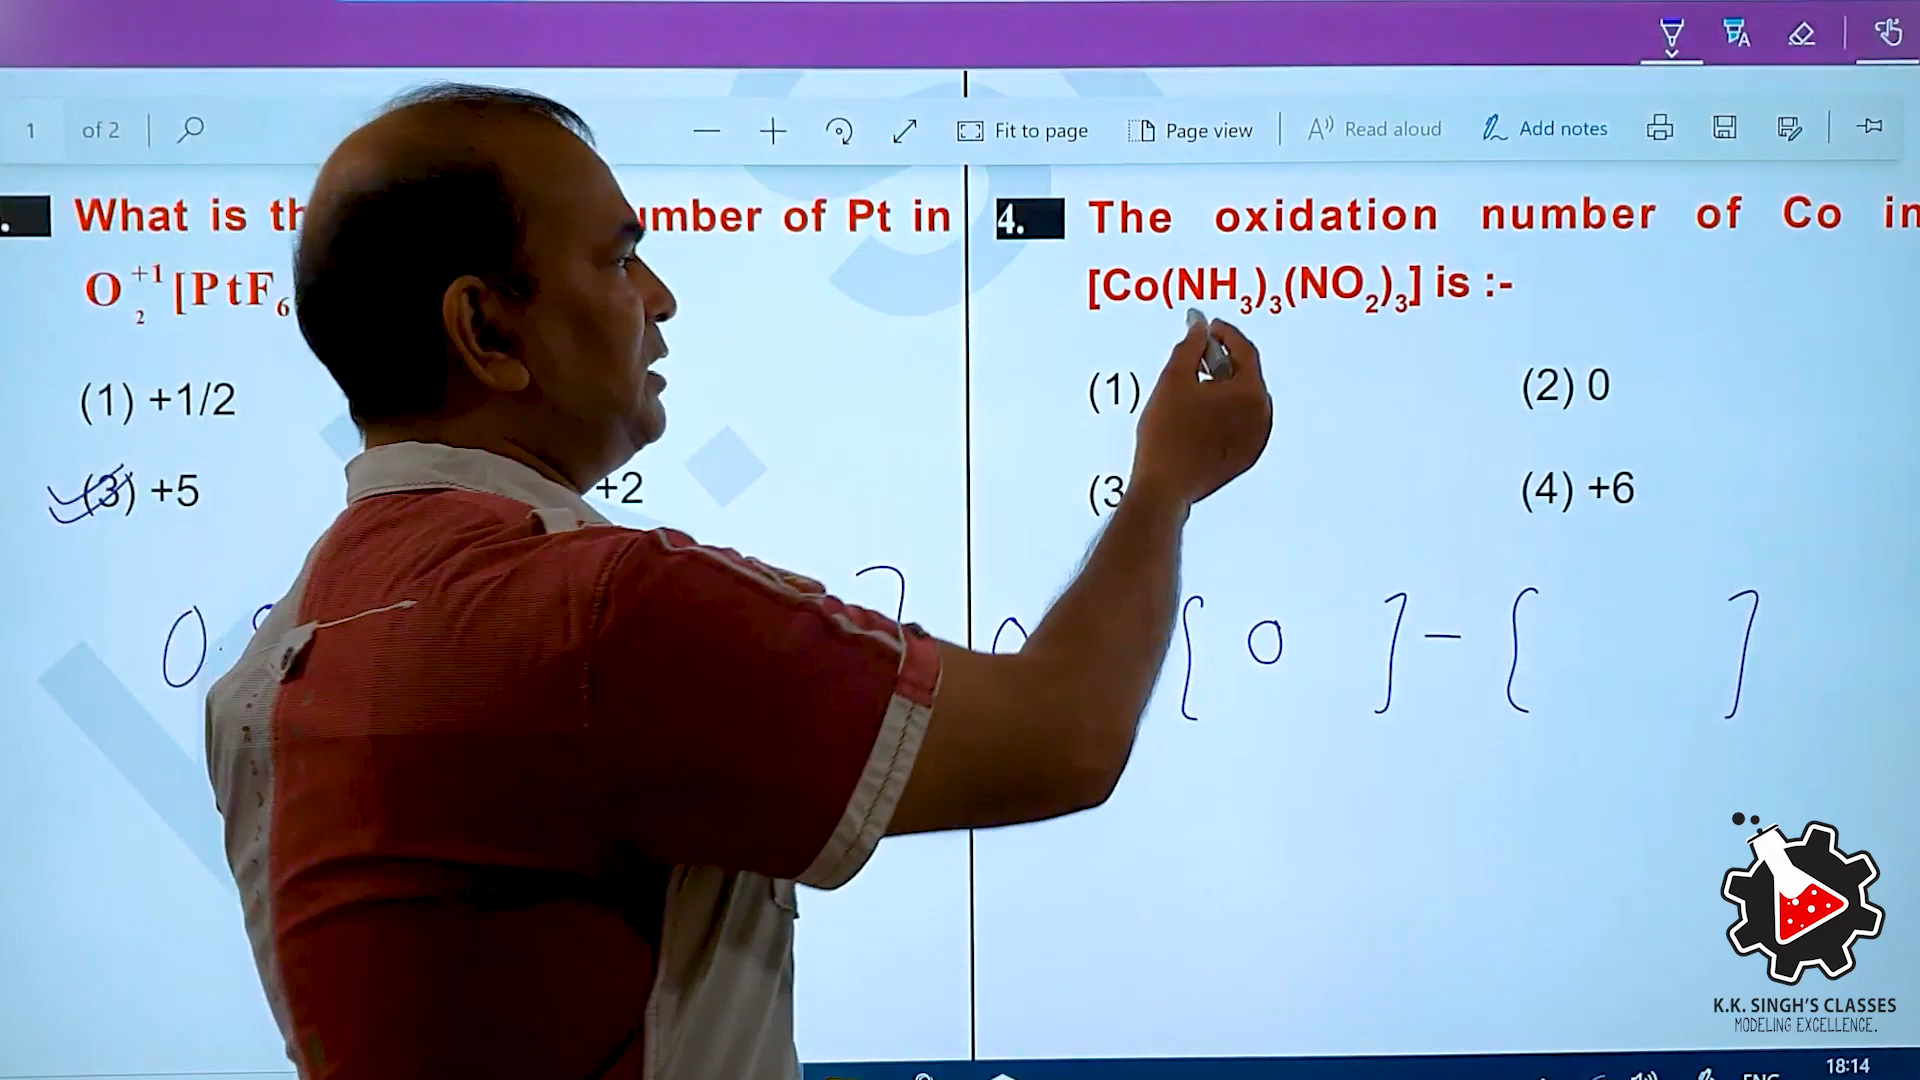 1 of 2 Fit to page Page view Read aloud Add notes
. What is th umber of Pt in
O₂⁺¹[PtF₆
(1) +1/2
(3) +5 +2
O
4. The oxidation number of Co in
[Co(NH₃)₃(NO₂)₃] is :-
(1) (2) 0
(3 (4) +6
[ 0 ] - [ ]
K.K. SINGH'S CLASSES
MODELING EXCELLENCE.
18:14